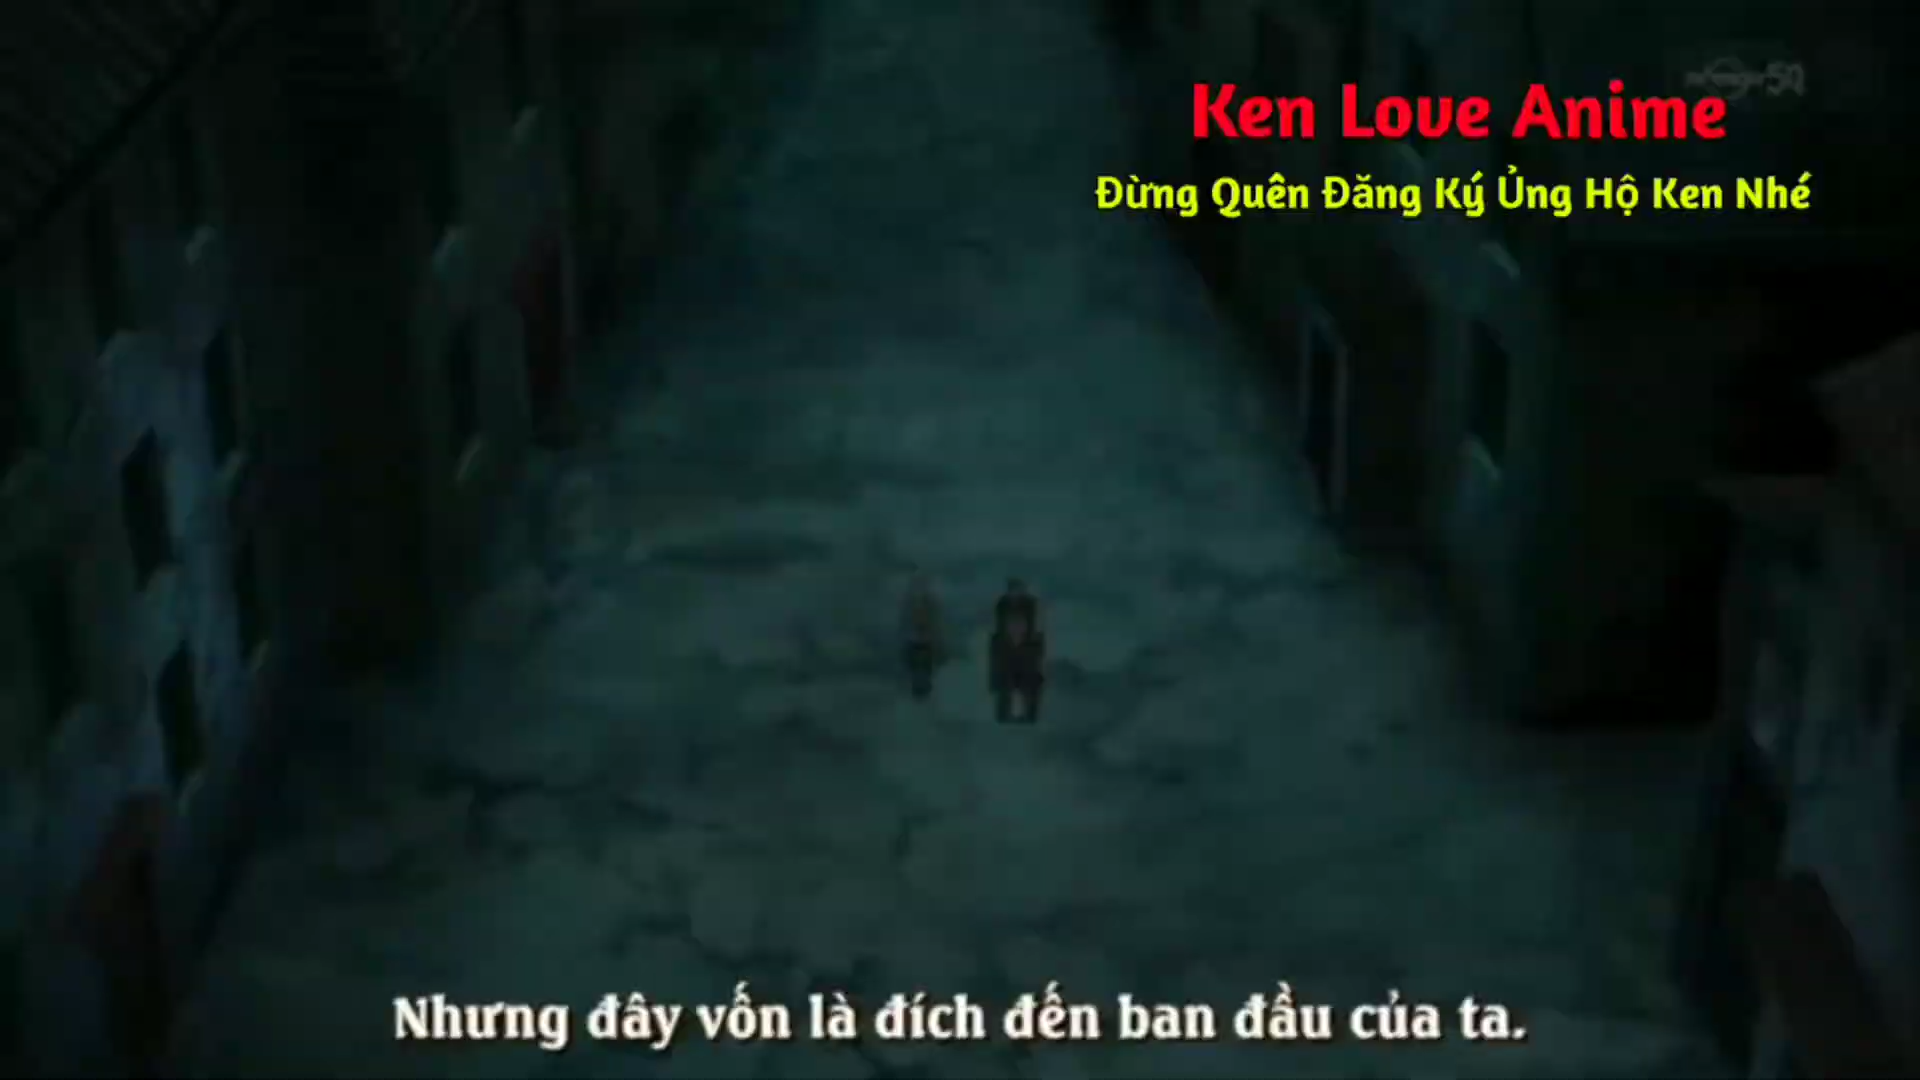 Ken Love Anime
Đừng Quên Đăng Ký Ủng Hộ Ken Nhé
Nhưng đây vốn là đích đến ban đầu của ta.